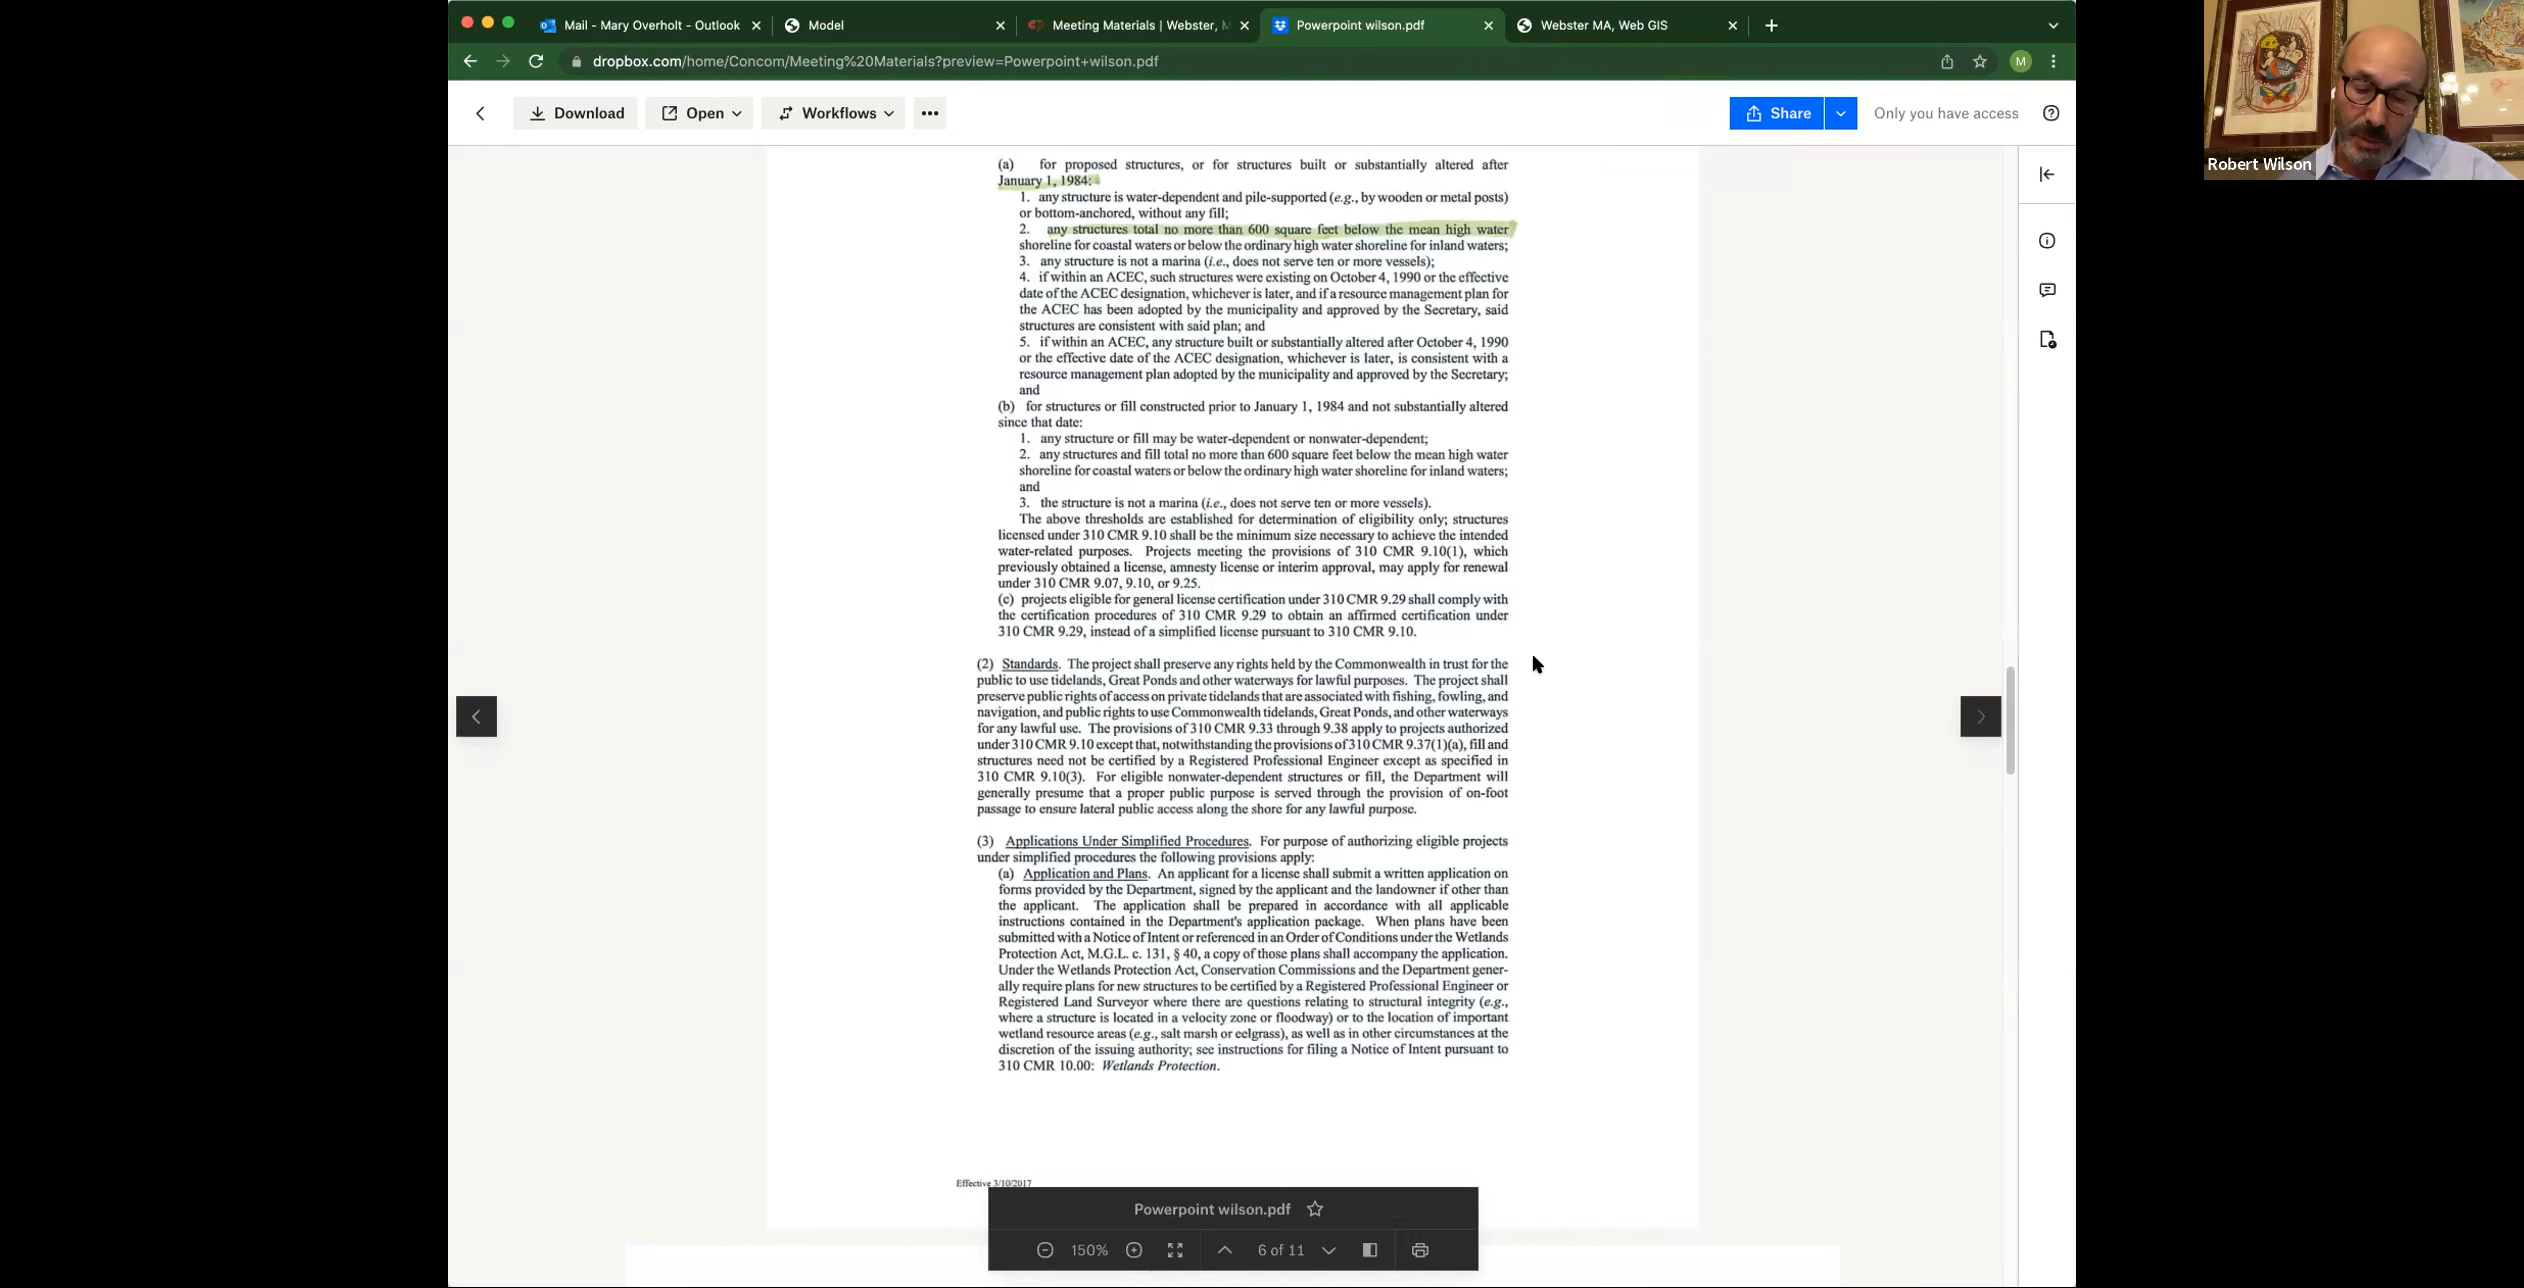 Mail - Mary Overholt - Outlook
Model
Meeting Materials | Webster, M
Powerpoint wilson.pdf
Webster MA, Web GIS
dropbox.com/home/Concom/Meeting%20Materials?preview=Powerpoint+wilson.pdf
M
Download
Open
Workflows
Share
Only you have access
Robert Wilson
(a) for proposed structures, or for structures built or substantially altered after
January 1, 1984:
1. any structure is water-dependent and pile-supported (e.g., by wooden or metal posts)
or bottom-anchored, without any fill;
2. any structures total no more than 600 square feet below the mean high water
shoreline for coastal waters or below the ordinary high water shoreline for inland waters;
3. any structure is not a marina (i.e., does not serve ten or more vessels);
4. if within an ACEC, such structures were existing on October 4, 1990 or the effective
date of the ACEC designation, whichever is later, and if a resource management plan for
the ACEC has been adopted by the municipality and approved by the Secretary, said
structures are consistent with said plan; and
5. if within an ACEC, any structure built or substantially altered after October 4, 1990
or the effective date of the ACEC designation, whichever is later, is consistent with a
resource management plan adopted by the municipality and approved by the Secretary;
and
(b) for structures or fill constructed prior to January 1, 1984 and not substantially altered
since that date:
1. any structure or fill may be water-dependent or nonwater-dependent;
2. any structures and fill total no more than 600 square feet below the mean high water
shoreline for coastal waters or below the ordinary high water shoreline for inland waters;
and
3. the structure is not a marina (i.e., does not serve ten or more vessels).
The above thresholds are established for determination of eligibility only; structures
licensed under 310 CMR 9.10 shall be the minimum size necessary to achieve the intended
water-related purposes. Projects meeting the provisions of 310 CMR 9.10(1), which
previously obtained a license, amnesty license or interim approval, may apply for renewal
under 310 CMR 9.07, 9.10, or 9.25.
(c) projects eligible for general license certification under 310 CMR 9.29 shall comply with
the certification procedures of 310 CMR 9.29 to obtain an affirmed certification under
310 CMR 9.29, instead of a simplified license pursuant to 310 CMR 9.10.
(2) Standards. The project shall preserve any rights held by the Commonwealth in trust for the
public to use tidelands, Great Ponds and other waterways for lawful purposes. The project shall
preserve public rights of access on private tidelands that are associated with fishing, fowling, and
navigation, and public rights to use Commonwealth tidelands, Great Ponds, and other waterways
for any lawful use. The provisions of 310 CMR 9.33 through 9.38 apply to projects authorized
under 310 CMR 9.10 except that, notwithstanding the provisions of 310 CMR 9.37(1)(a), fill and
structures need not be certified by a Registered Professional Engineer except as specified in
310 CMR 9.10(3). For eligible nonwater-dependent structures or fill, the Department will
generally presume that a proper public purpose is served through the provision of on-foot
passage to ensure lateral public access along the shore for any lawful purpose.
(3) Applications Under Simplified Procedures. For purpose of authorizing eligible projects
under simplified procedures the following provisions apply:
(a) Application and Plans. An applicant for a license shall submit a written application on
forms provided by the Department, signed by the applicant and the landowner if other than
the applicant. The application shall be prepared in accordance with all applicable
instructions contained in the Department's application package. When plans have been
submitted with a Notice of Intent or referenced in an Order of Conditions under the Wetlands
Protection Act, M.G.L. c. 131, § 40, a copy of those plans shall accompany the application.
Under the Wetlands Protection Act, Conservation Commissions and the Department gener-
ally require plans for new structures to be certified by a Registered Professional Engineer or
Registered Land Surveyor where there are questions relating to structural integrity (e.g.,
where a structure is located in a velocity zone or floodway) or to the location of important
wetland resource areas (e.g., salt marsh or eelgrass), as well as in other circumstances at the
discretion of the issuing authority; see instructions for filing a Notice of Intent pursuant to
310 CMR 10.00: Wetlands Protection.
Effective 3/10/2017
Powerpoint wilson.pdf
150%
6 of 11